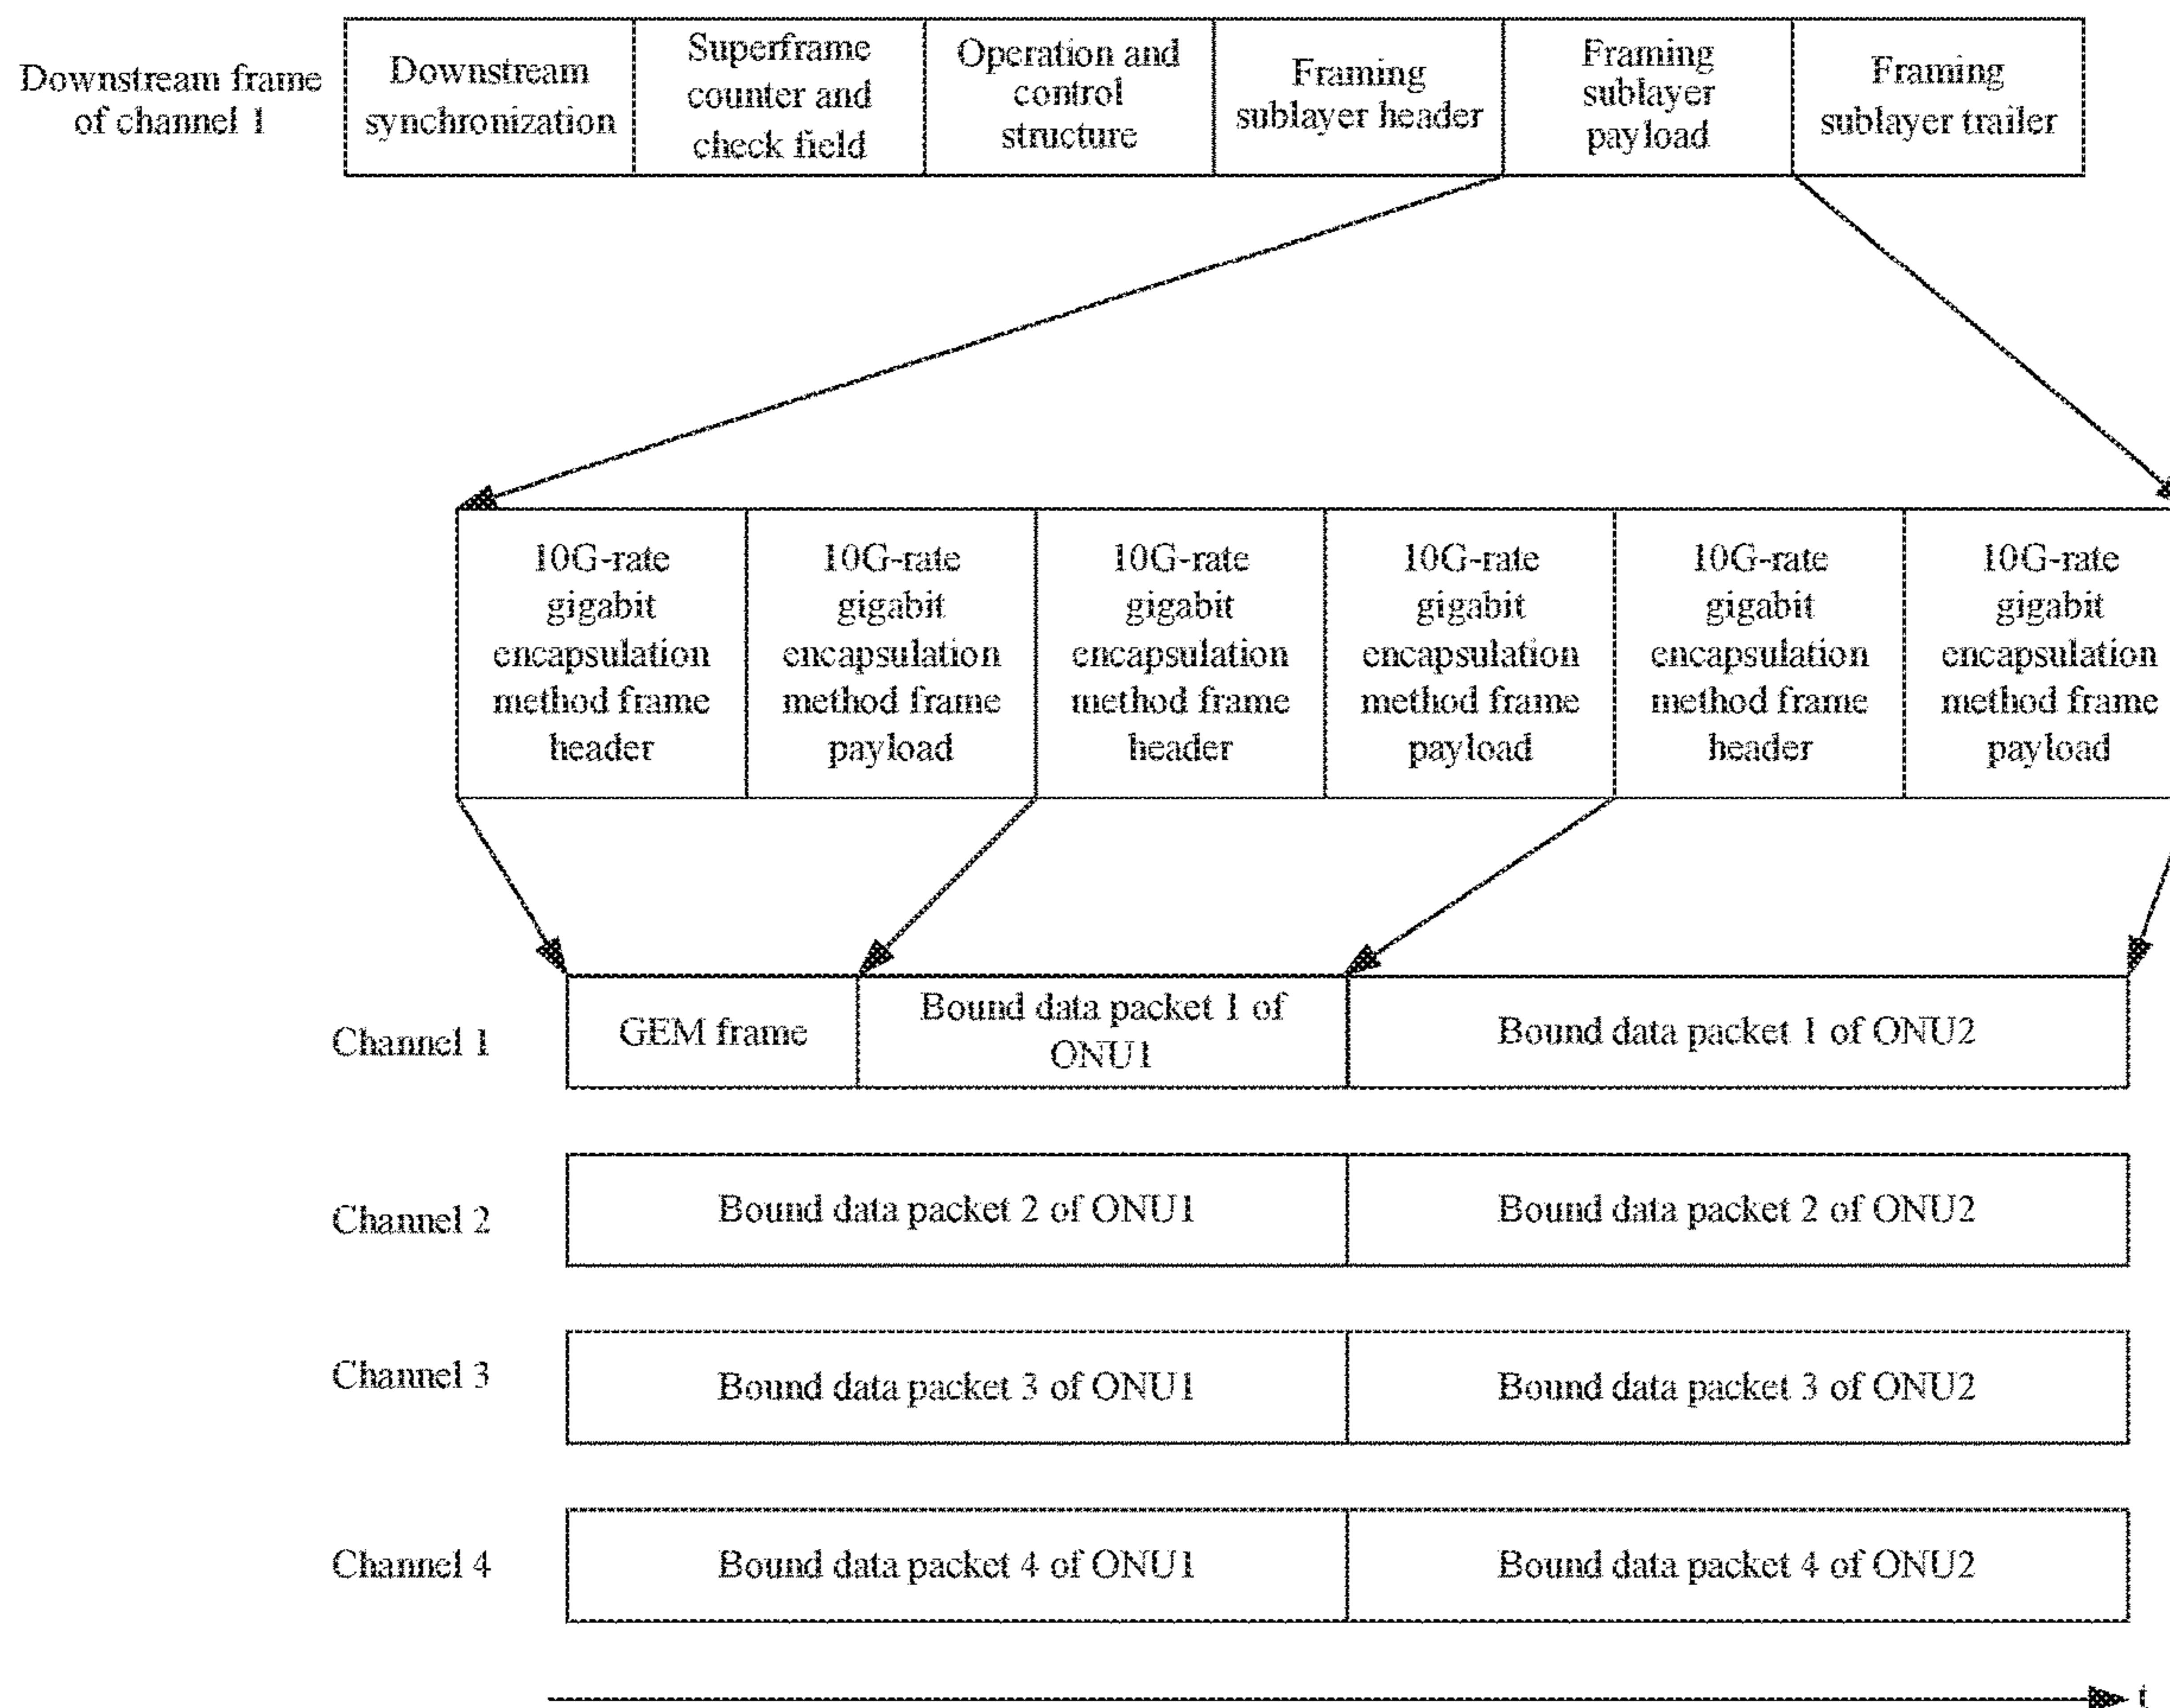 Downstream frame
of channel 1
Downstream
synchronization
Superframe
counter and
check field
Operation and
control
structure
Framing
sublayer header
Framing
sublayer
payload
Framing
sublayer trailer
10G-rate
gigabit
encapsulation
method frame
header
10G-rate
gigabit
encapsulation
method frame
payload
10G-rate
gigabit
encapsulation
method frame
header
10G-rate
gigabit
encapsulation
method frame
payload
10G-rate
gigabit
encapsulation
method frame
header
10G-rate
gigabit
encapsulation
method frame
payload
Channel 1
GEM frame
Bound data packet 1 of
ONU1
Bound data packet 1 of ONU2
Channel 2
Bound data packet 2 of ONU1
Bound data packet 2 of ONU2
Channel 3
Bound data packet 3 of ONU1
Bound data packet 3 of ONU2
Channel 4
Bound data packet 4 of ONU1
Bound data packet 4 of ONU2
t